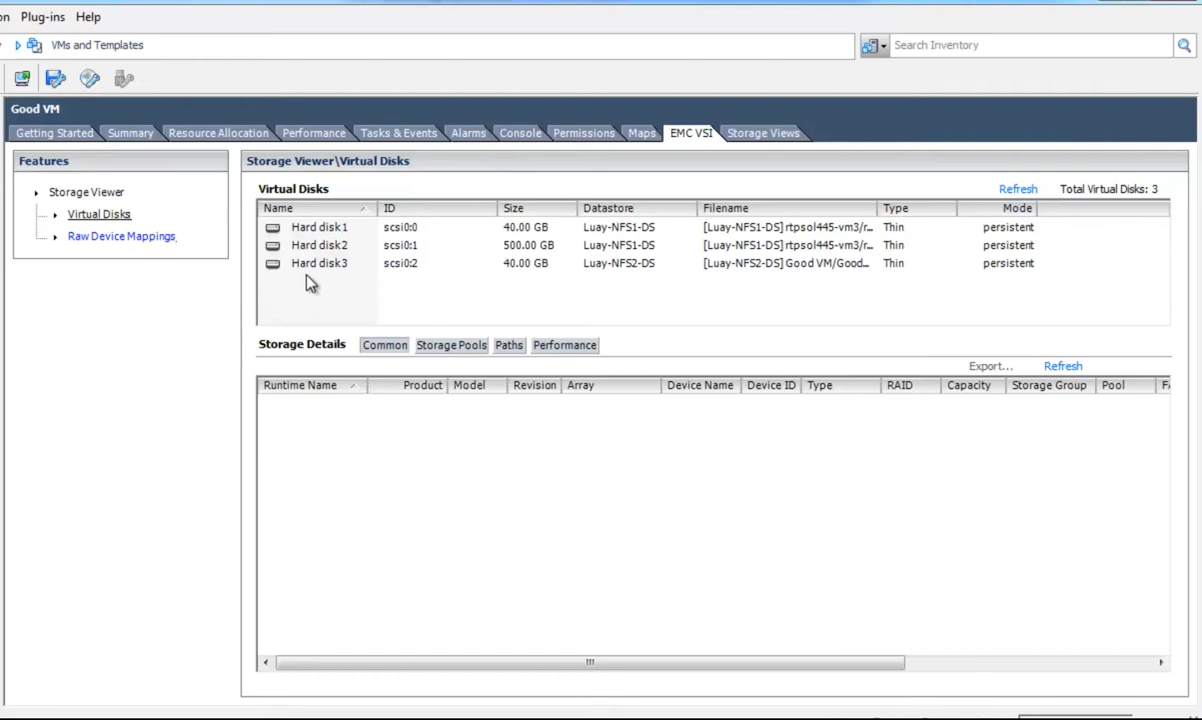 on Plug-ins Help
VMs and Templates
Search Inventory
Good VM
Getting Started Summary Resource Allocation Performance Tasks & Events Alarms Console Permissions Maps EMC VSI Storage Views
Features
Storage Viewer
Virtual Disks
Raw Device Mappings
Storage Viewer\Virtual Disks
Virtual Disks Refresh Total Virtual Disks: 3
Name ID Size Datastore Filename Type Mode
Hard disk1 scsi0:0 40.00 GB Luay-NFS1-DS [Luay-NFS1-DS] rtpsol445-vm3/r... Thin persistent
Hard disk2 scsi0:1 500.00 GB Luay-NFS1-DS [Luay-NFS1-DS] rtpsol445-vm3/r... Thin persistent
Hard disk3 scsi0:2 40.00 GB Luay-NFS2-DS [Luay-NFS2-DS] Good VM/Good... Thin persistent
Storage Details Common Storage Pools Paths Performance
Export... Refresh
Runtime Name Product Model Revision Array Device Name Device ID Type RAID Capacity Storage Group Pool